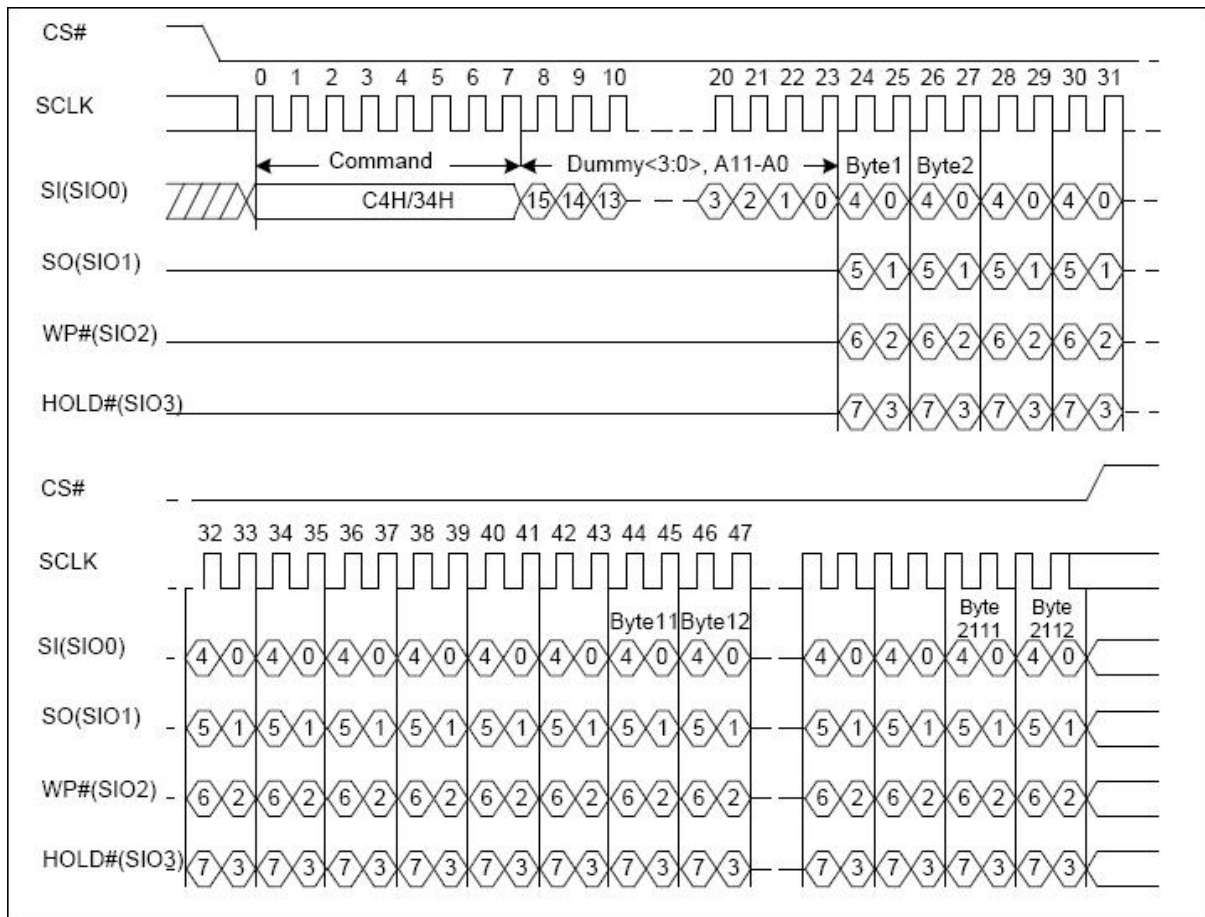 CS#
0 1 2 3 4 5 6 7 8 9 10 20 21 22 23 24 25 26 27 28 29 30 31
SCLK
Command Dummy<3:0>, A11-A0 Byte1 Byte2
SI(SIO0) C4H/34H 15 14 13 3 2 1 0 4 0 4 0 4 0 4 0
SO(SIO1) 5 1 5 1 5 1 5 1
WP#(SIO2) 6 2 6 2 6 2 6 2
HOLD#(SIO3) 7 3 7 3 7 3 7 3
CS#
32 33 34 35 36 37 38 39 40 41 42 43 44 45 46 47
SCLK
Byte11 Byte12 Byte 2111 Byte 2112
SI(SIO0) 4 0 4 0 4 0 4 0 4 0 4 0 4 0 4 0 4 0 4 0 4 0 4 0
SO(SIO1) 5 1 5 1 5 1 5 1 5 1 5 1 5 1 5 1 5 1 5 1 5 1 5 1
WP#(SIO2) 6 2 6 2 6 2 6 2 6 2 6 2 6 2 6 2 6 2 6 2 6 2 6 2
HOLD#(SIO3) 7 3 7 3 7 3 7 3 7 3 7 3 7 3 7 3 7 3 7 3 7 3 7 3